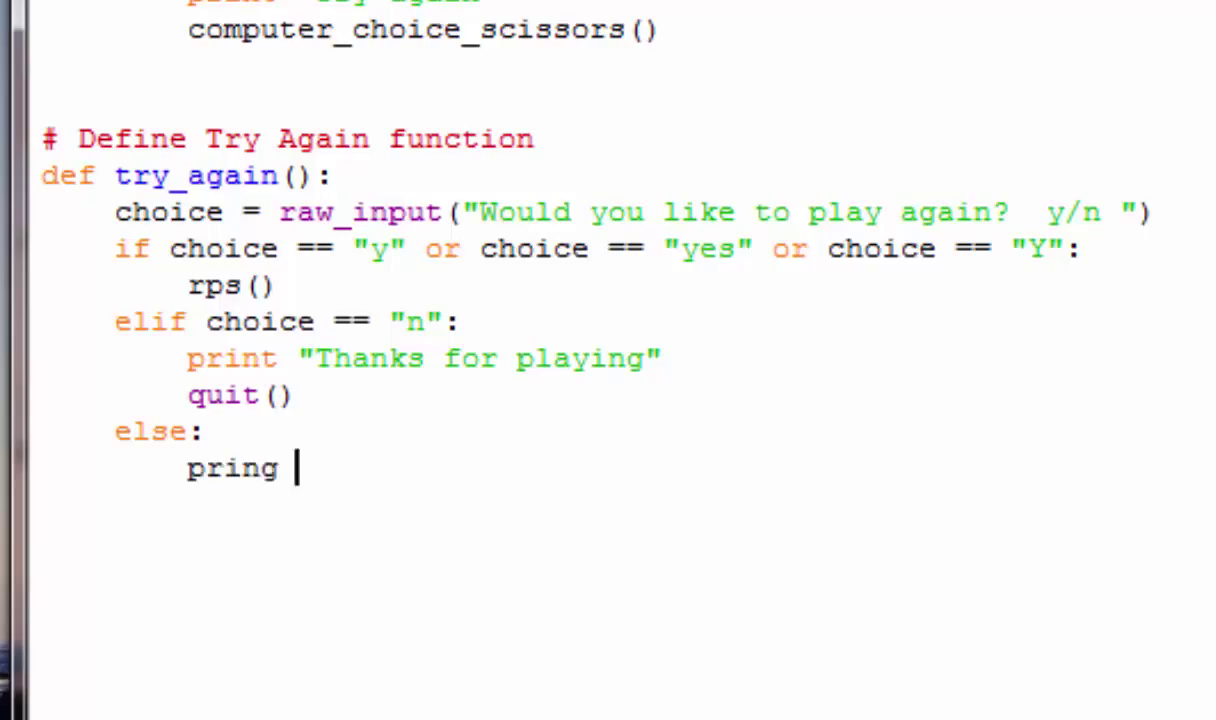 computer_choice_scissors()
# Define Try Again function
def try_again():
choice = raw_input("Would you like to play again?  y/n ")
if choice == "y" or choice == "yes" or choice == "Y":
rps()
elif choice == "n":
print "Thanks for playing"
quit()
else:
pring